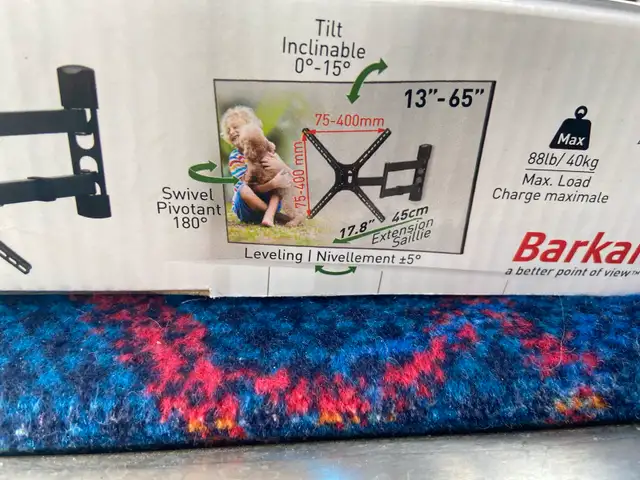 Tilt
Inclinable
0°-15°
13”-65”
75-400mm
75-400 mm
Swivel
Pivotant
180°
17.8” 45cm
Extension
Saillie
Leveling | Nivellement ±5°
Max
88lb/ 40kg
Max. Load
Charge maximale
Barkan
a better point of view™